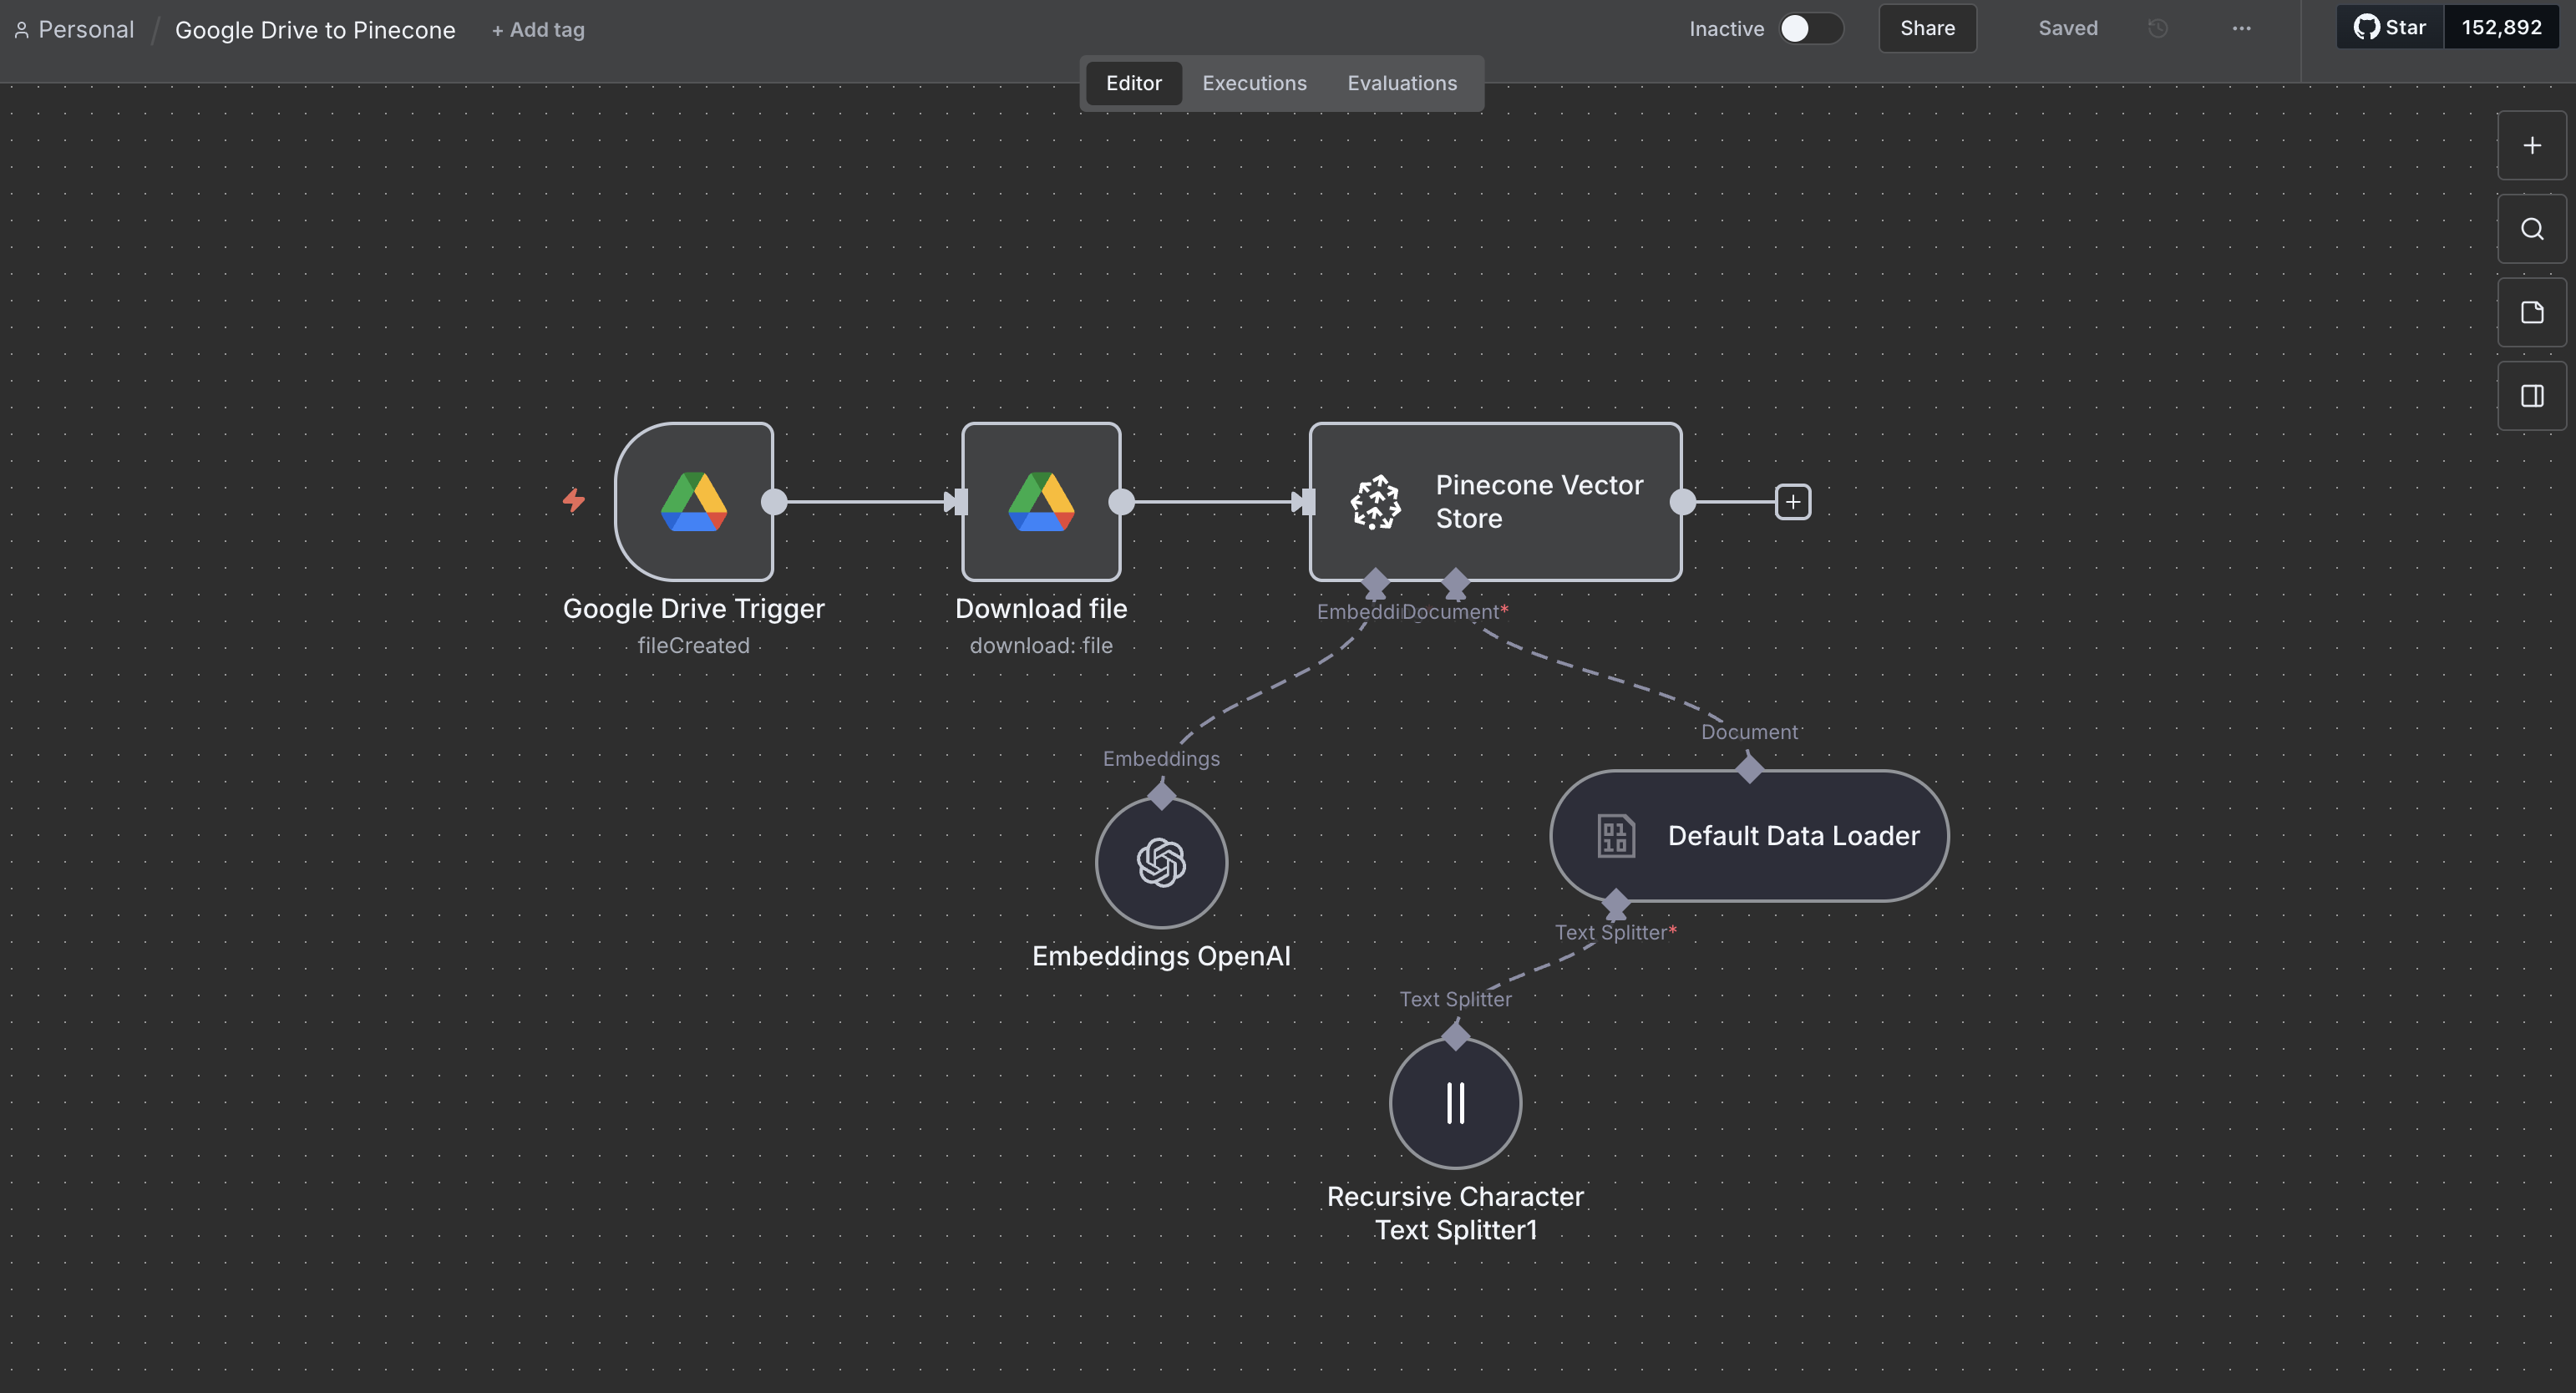 Personal / Google Drive to Pinecone + Add tag
Inactive Share Saved ... Star 152,892
Editor Executions Evaluations
Pinecone Vector
Store
Google Drive Trigger
fileCreated
Download file
download: file
Embeddi
Document*
Embeddings
Document
Default Data Loader
Embeddings OpenAI
Text Splitter*
Text Splitter
Recursive Character
Text Splitter1